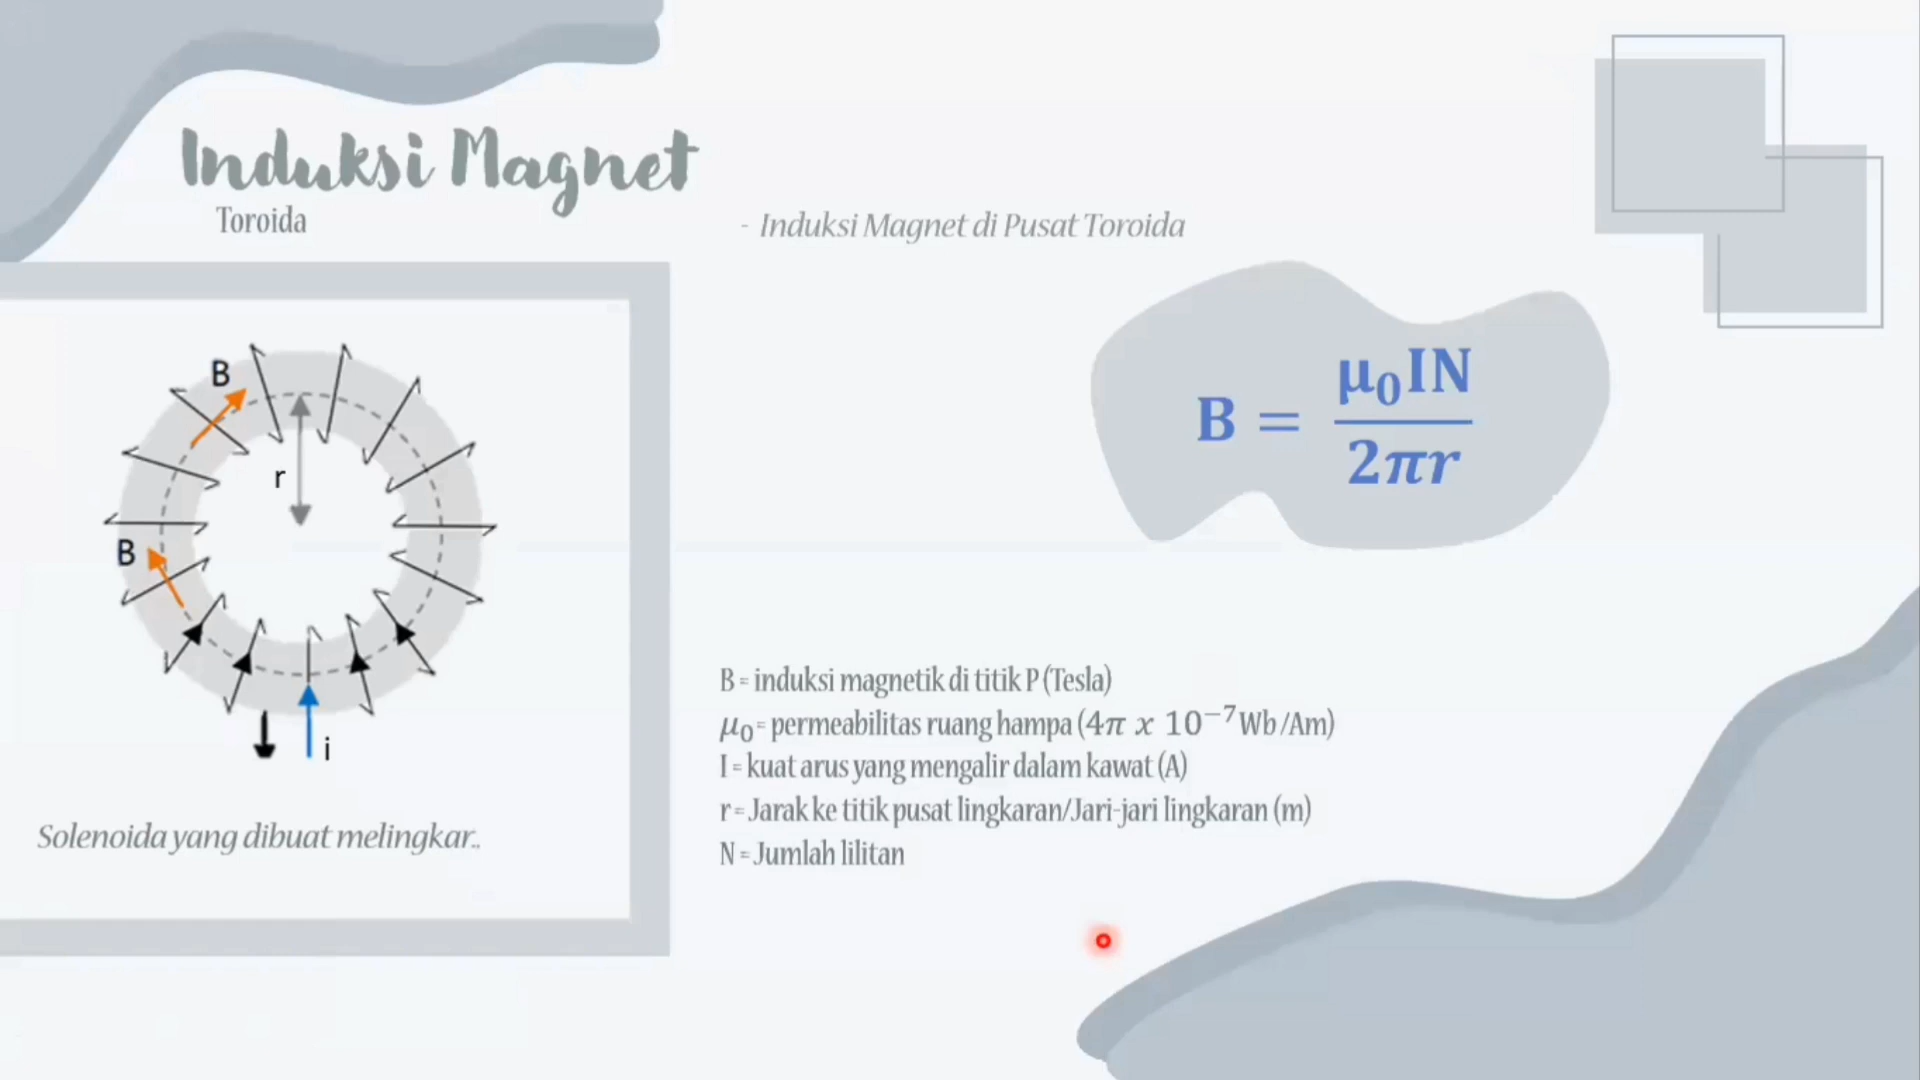 Induksi Magnet
Toroida
- Induksi Magnet di Pusat Toroida
B
r
B
i
Solenoida yang dibuat melingkar..
B = μ₀IN / 2πr
B = induksi magnetik di titik P (Tesla)
μ₀ = permeabilitas ruang hampa (4π x 10⁻⁷ Wb/Am)
I = kuat arus yang mengalir dalam kawat (A)
r = Jarak ke titik pusat lingkaran/Jari-jari lingkaran (m)
N = Jumlah lilitan